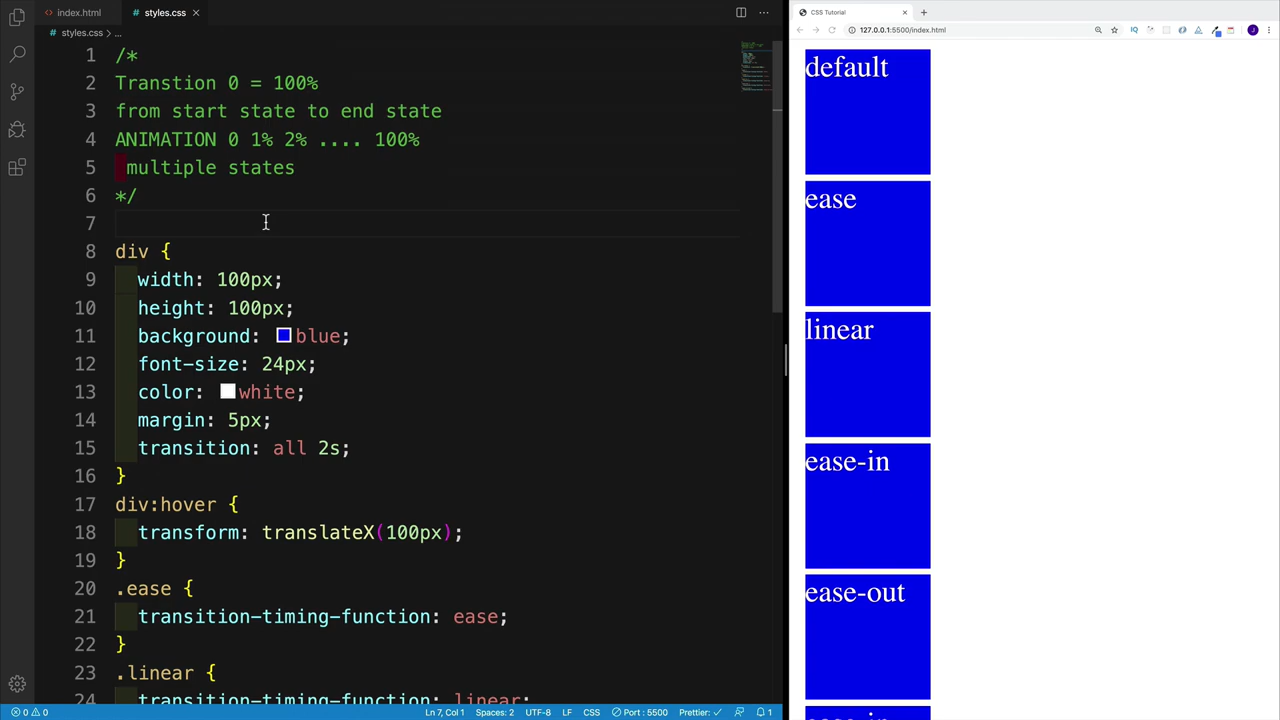 index.html
styles.css
styles.css > ...
1 /*
2 Transtion 0 = 100%
3 from start state to end state
4 ANIMATION 0 1% 2% .... 100%
5 multiple states
6 */
7
8 div {
9 width: 100px;
10 height: 100px;
11 background: blue;
12 font-size: 24px;
13 color: white;
14 margin: 5px;
15 transition: all 2s;
16 }
17 div:hover {
18 transform: translateX(100px);
19 }
20 .ease {
21 transition-timing-function: ease;
22 }
23 .linear {
24 transition-timing-function: linear;
0 0
Ln 7, Col 1
Spaces: 2
UTF-8
LF
CSS
Port : 5500
Prettier: ✓
1
CSS Tutorial
127.0.0.1:5500/index.html
IQ
J
default
ease
linear
ease-in
ease-out